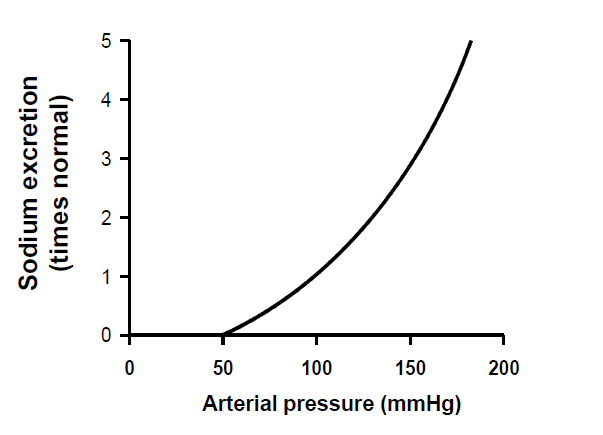 Sodium excretion
(times normal)
5
4
3
2
1
0
0 50 100 150 200
Arterial pressure (mmHg)